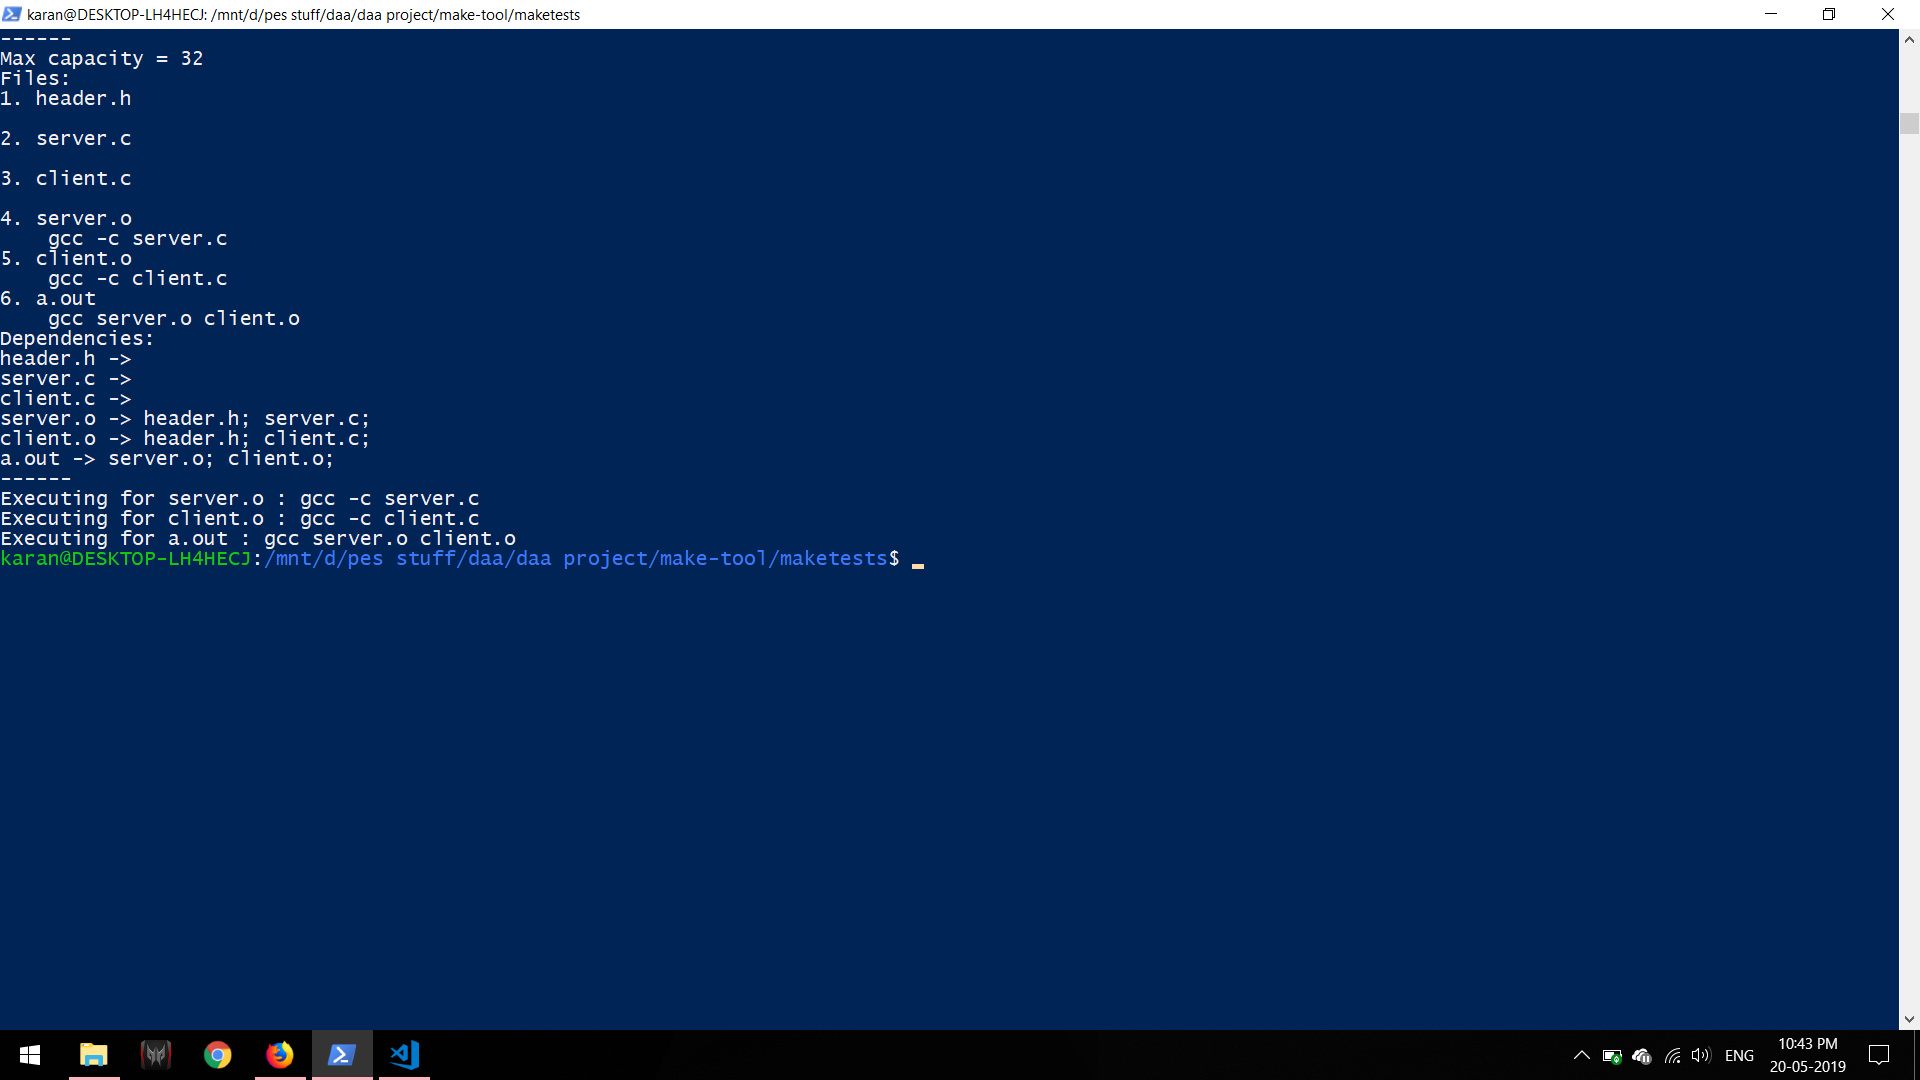 karan@DESKTOP-LH4HECJ: /mnt/d/pes stuff/daa/daa project/make-tool/maketests
------
Max capacity = 32
Files:
1. header.h
2. server.c
3. client.c
4. server.o
gcc -c server.c
5. client.o
gcc -c client.c
6. a.out
gcc server.o client.o
Dependencies:
header.h ->
server.c ->
client.c ->
server.o -> header.h; server.c;
client.o -> header.h; client.c;
a.out -> server.o; client.o;
------
Executing for server.o : gcc -c server.c
Executing for client.o : gcc -c client.c
Executing for a.out : gcc server.o client.o
karan@DESKTOP-LH4HECJ:/mnt/d/pes stuff/daa/daa project/make-tool/maketests$
ENG
10:43 PM
20-05-2019